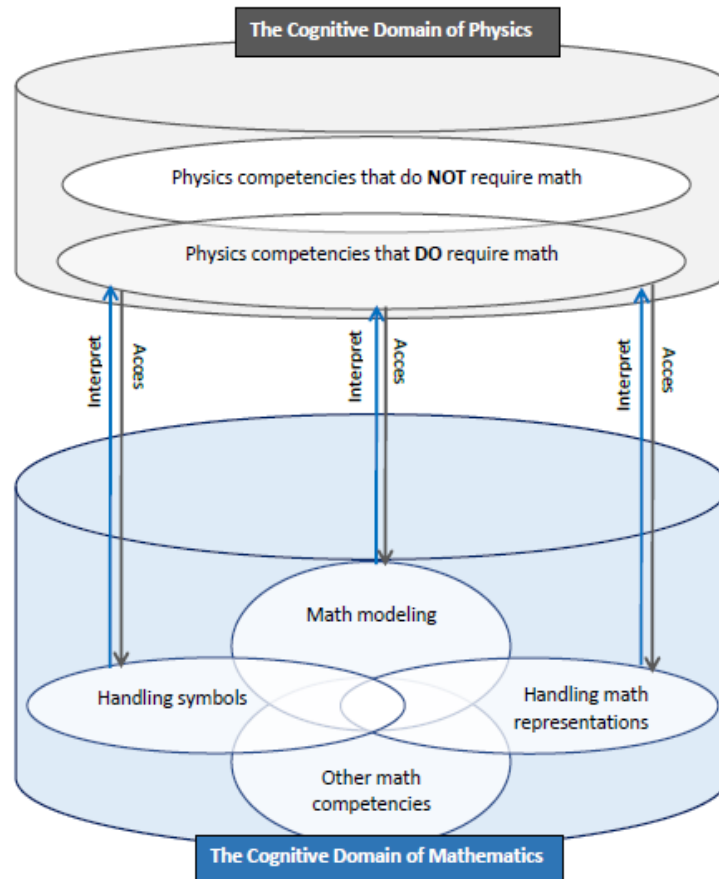 The Cognitive Domain of Physics
Physics competencies that do NOT require math
Physics competencies that DO require math
Interpret
Acces
Interpret
Acces
Interpret
Acces
Math modeling
Handling symbols
Handling math
representations
Other math
competencies
The Cognitive Domain of Mathematics